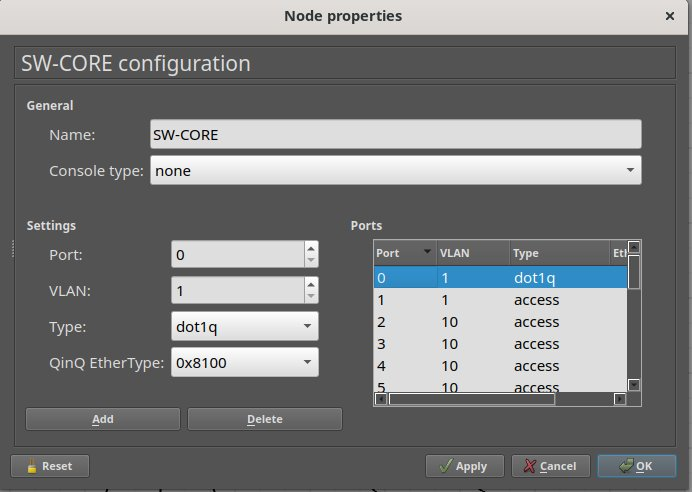 Node properties
SW-CORE configuration
General
Name: SW-CORE
Console type: none
Settings
Port: 0
VLAN: 1
Type: dot1q
QinQ EtherType: 0x8100
Add Delete
Ports
Port VLAN Type Eth
0 1 dot1q
1 1 access
2 10 access
3 10 access
4 10 access
5 10 access
Reset Apply Cancel OK